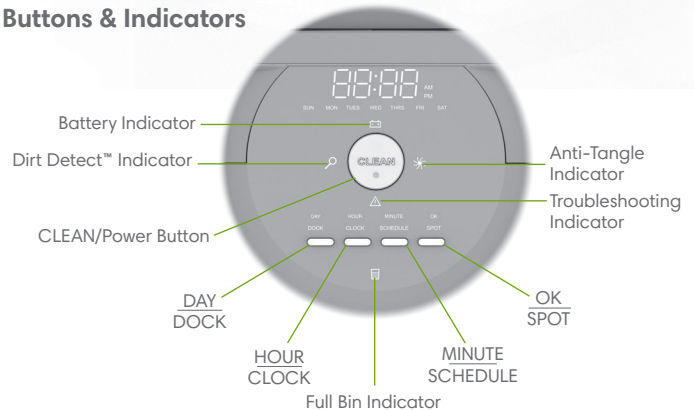 Buttons & Indicators
88:88
AM
PM
SUN MON TUES WED THRS FRI SAT
Battery Indicator
Dirt Detect™ Indicator
CLEAN
Anti-Tangle
Indicator
Troubleshooting
Indicator
CLEAN/Power Button
DAY HOUR MINUTE OK
DOCK CLOCK SCHEDULE SPOT
DAY
DOCK
OK
SPOT
HOUR
CLOCK
MINUTE
SCHEDULE
Full Bin Indicator